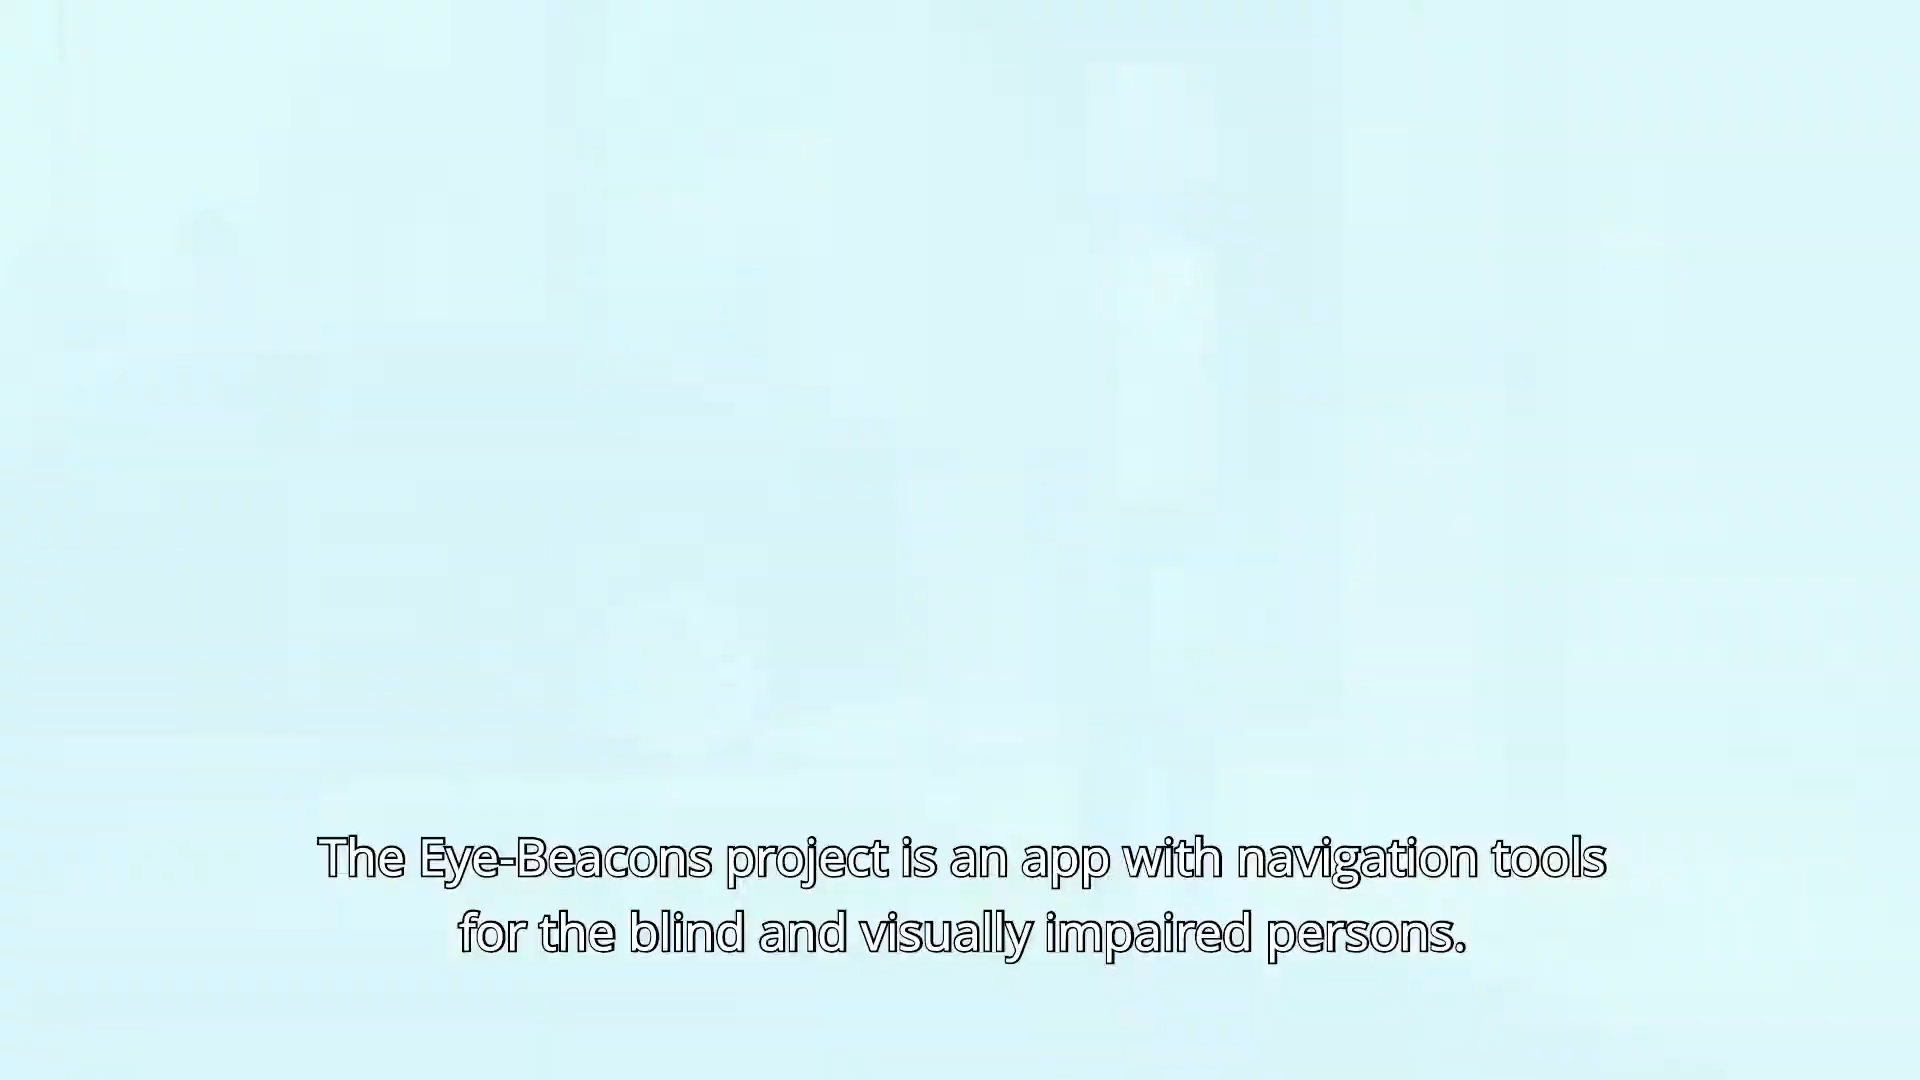 The Eye-Beacons project is an app with navigation tools
for the blind and visually impaired persons.